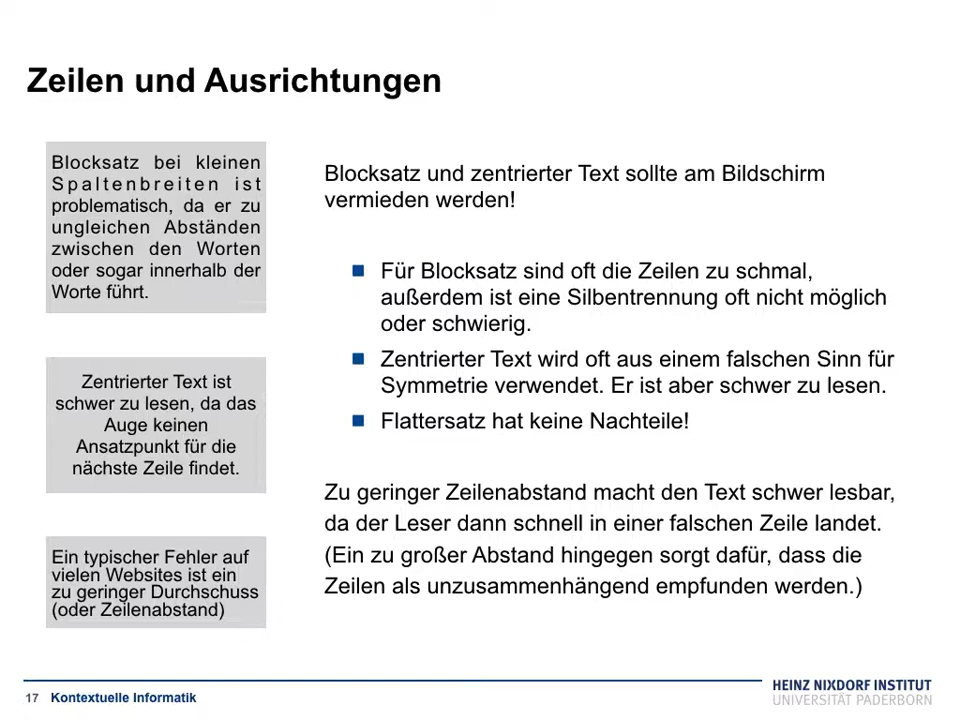 Zeilen und Ausrichtungen
Blocksatz bei kleinen
Spaltenbreiten ist
problematisch, da er zu
ungleichen Abständen
zwischen den Worten
oder sogar innerhalb der
Worte führt.
Zentrierter Text ist
schwer zu lesen, da das
Auge keinen
Ansatzpunkt für die
nächste Zeile findet.
Ein typischer Fehler auf
vielen Websites ist ein
zu geringer Durchschuss
(oder Zeilenabstand)
Blocksatz und zentrierter Text sollte am Bildschirm
vermieden werden!
Für Blocksatz sind oft die Zeilen zu schmal,
außerdem ist eine Silbentrennung oft nicht möglich
oder schwierig.
Zentrierter Text wird oft aus einem falschen Sinn für
Symmetrie verwendet. Er ist aber schwer zu lesen.
Flattersatz hat keine Nachteile!
Zu geringer Zeilenabstand macht den Text schwer lesbar,
da der Leser dann schnell in einer falschen Zeile landet.
(Ein zu großer Abstand hingegen sorgt dafür, dass die
Zeilen als unzusammenhängend empfunden werden.)
17 Kontextuelle Informatik
HEINZ NIXDORF INSTITUT
UNIVERSITÄT PADERBORN